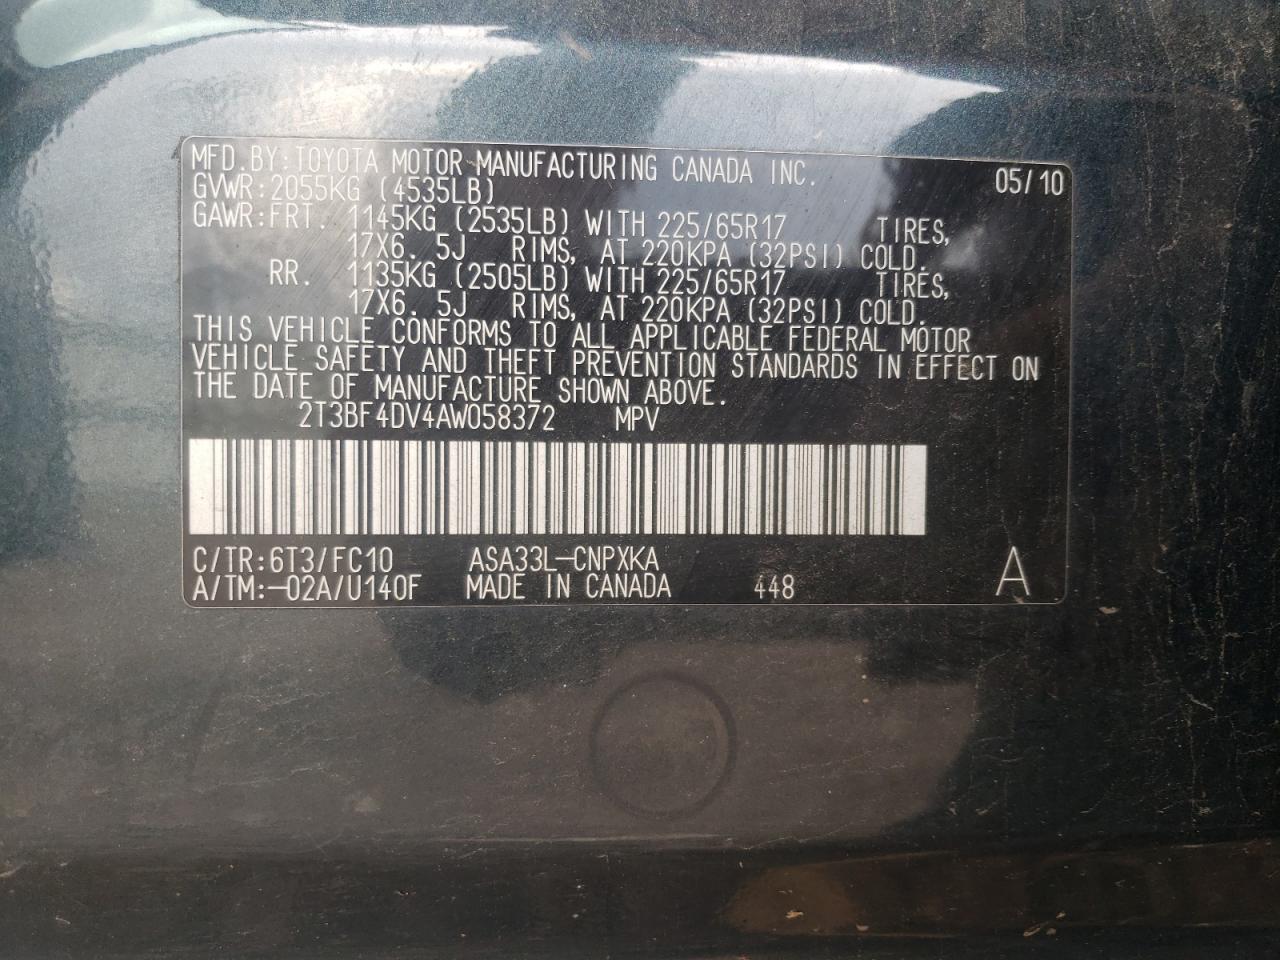 MFD.BY:TOYOTA MOTOR MANUFACTURING CANADA INC. 05/10
GVWR:2055KG (4535LB)
GAWR:FRT. 1145KG (2535LB) WITH 225/65R17 TIRES,
17X6. 5J RIMS, AT 220KPA (32PSI) COLD.
RR. 1135KG (2505LB) WITH 225/65R17 TIRES,
17X6. 5J RIMS, AT 220KPA (32PSI) COLD.
THIS VEHICLE CONFORMS TO ALL APPLICABLE FEDERAL MOTOR
VEHICLE SAFETY AND THEFT PREVENTION STANDARDS IN EFFECT ON
THE DATE OF MANUFACTURE SHOWN ABOVE.
2T3BF4DV4AW058372 MPV
C/TR:6T3/FC10 ASA33L-CNPXKA
A/TM:-02A/U140F MADE IN CANADA 448 A